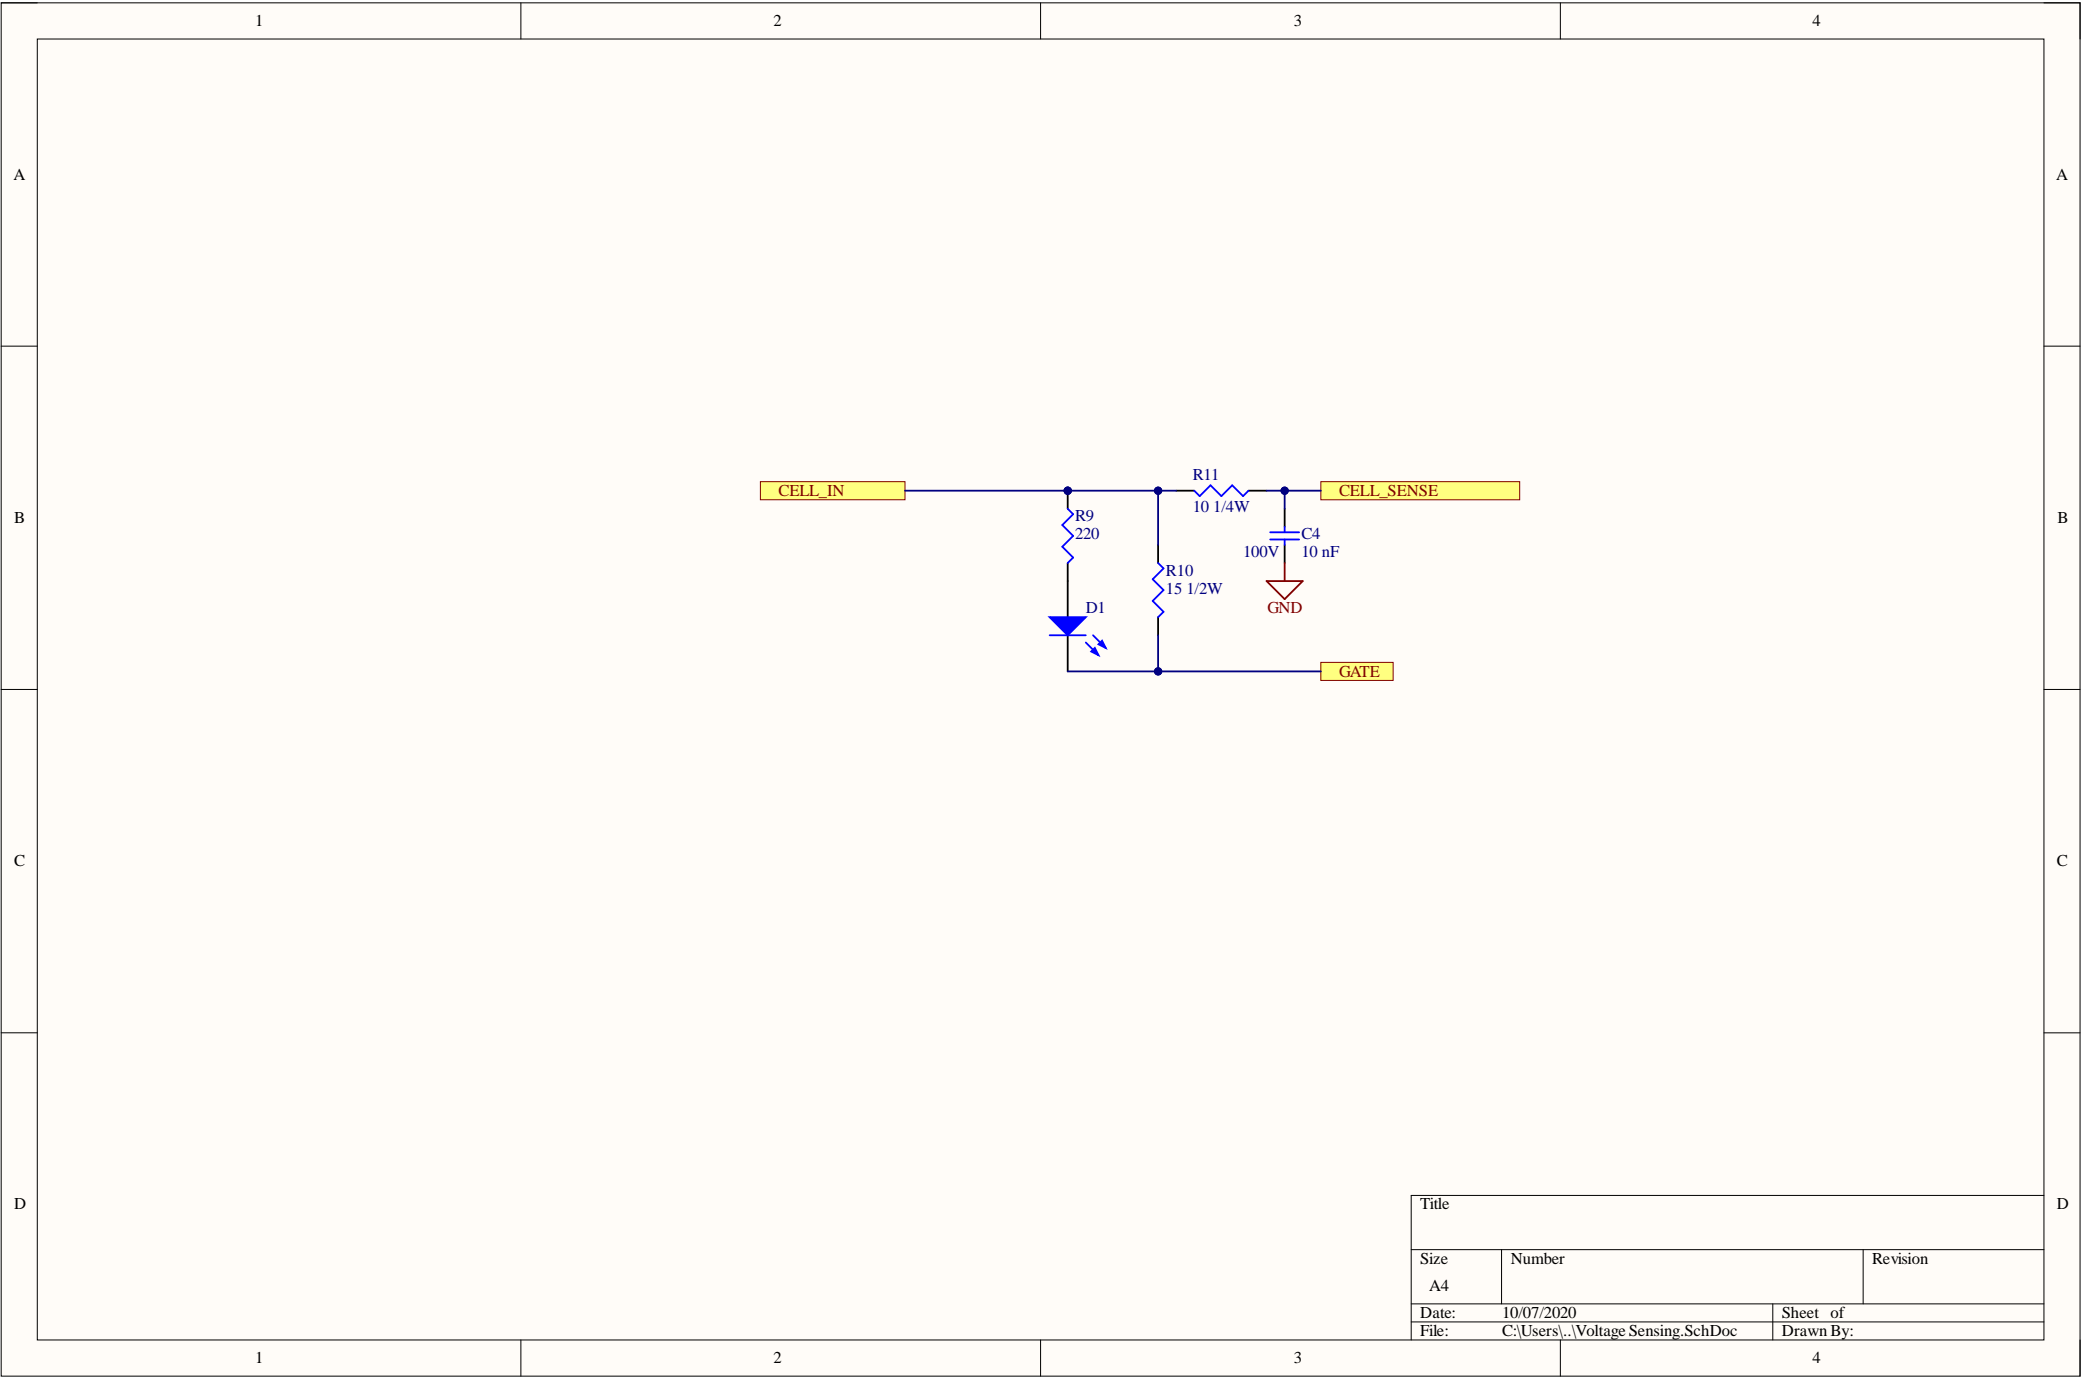 1 2 3 4
A A
R11
CELL_IN CELL_SENSE
10 1/4W
R9
220
B B
C4
100V 10 nF
R10
15 1/2W
D1 GND
GATE
C C
D D
Title
Size Number Revision
A4
Date: 10/07/2020 Sheet of
File: C:\Users\..\Voltage Sensing.SchDoc Drawn By:
1 2 3 4